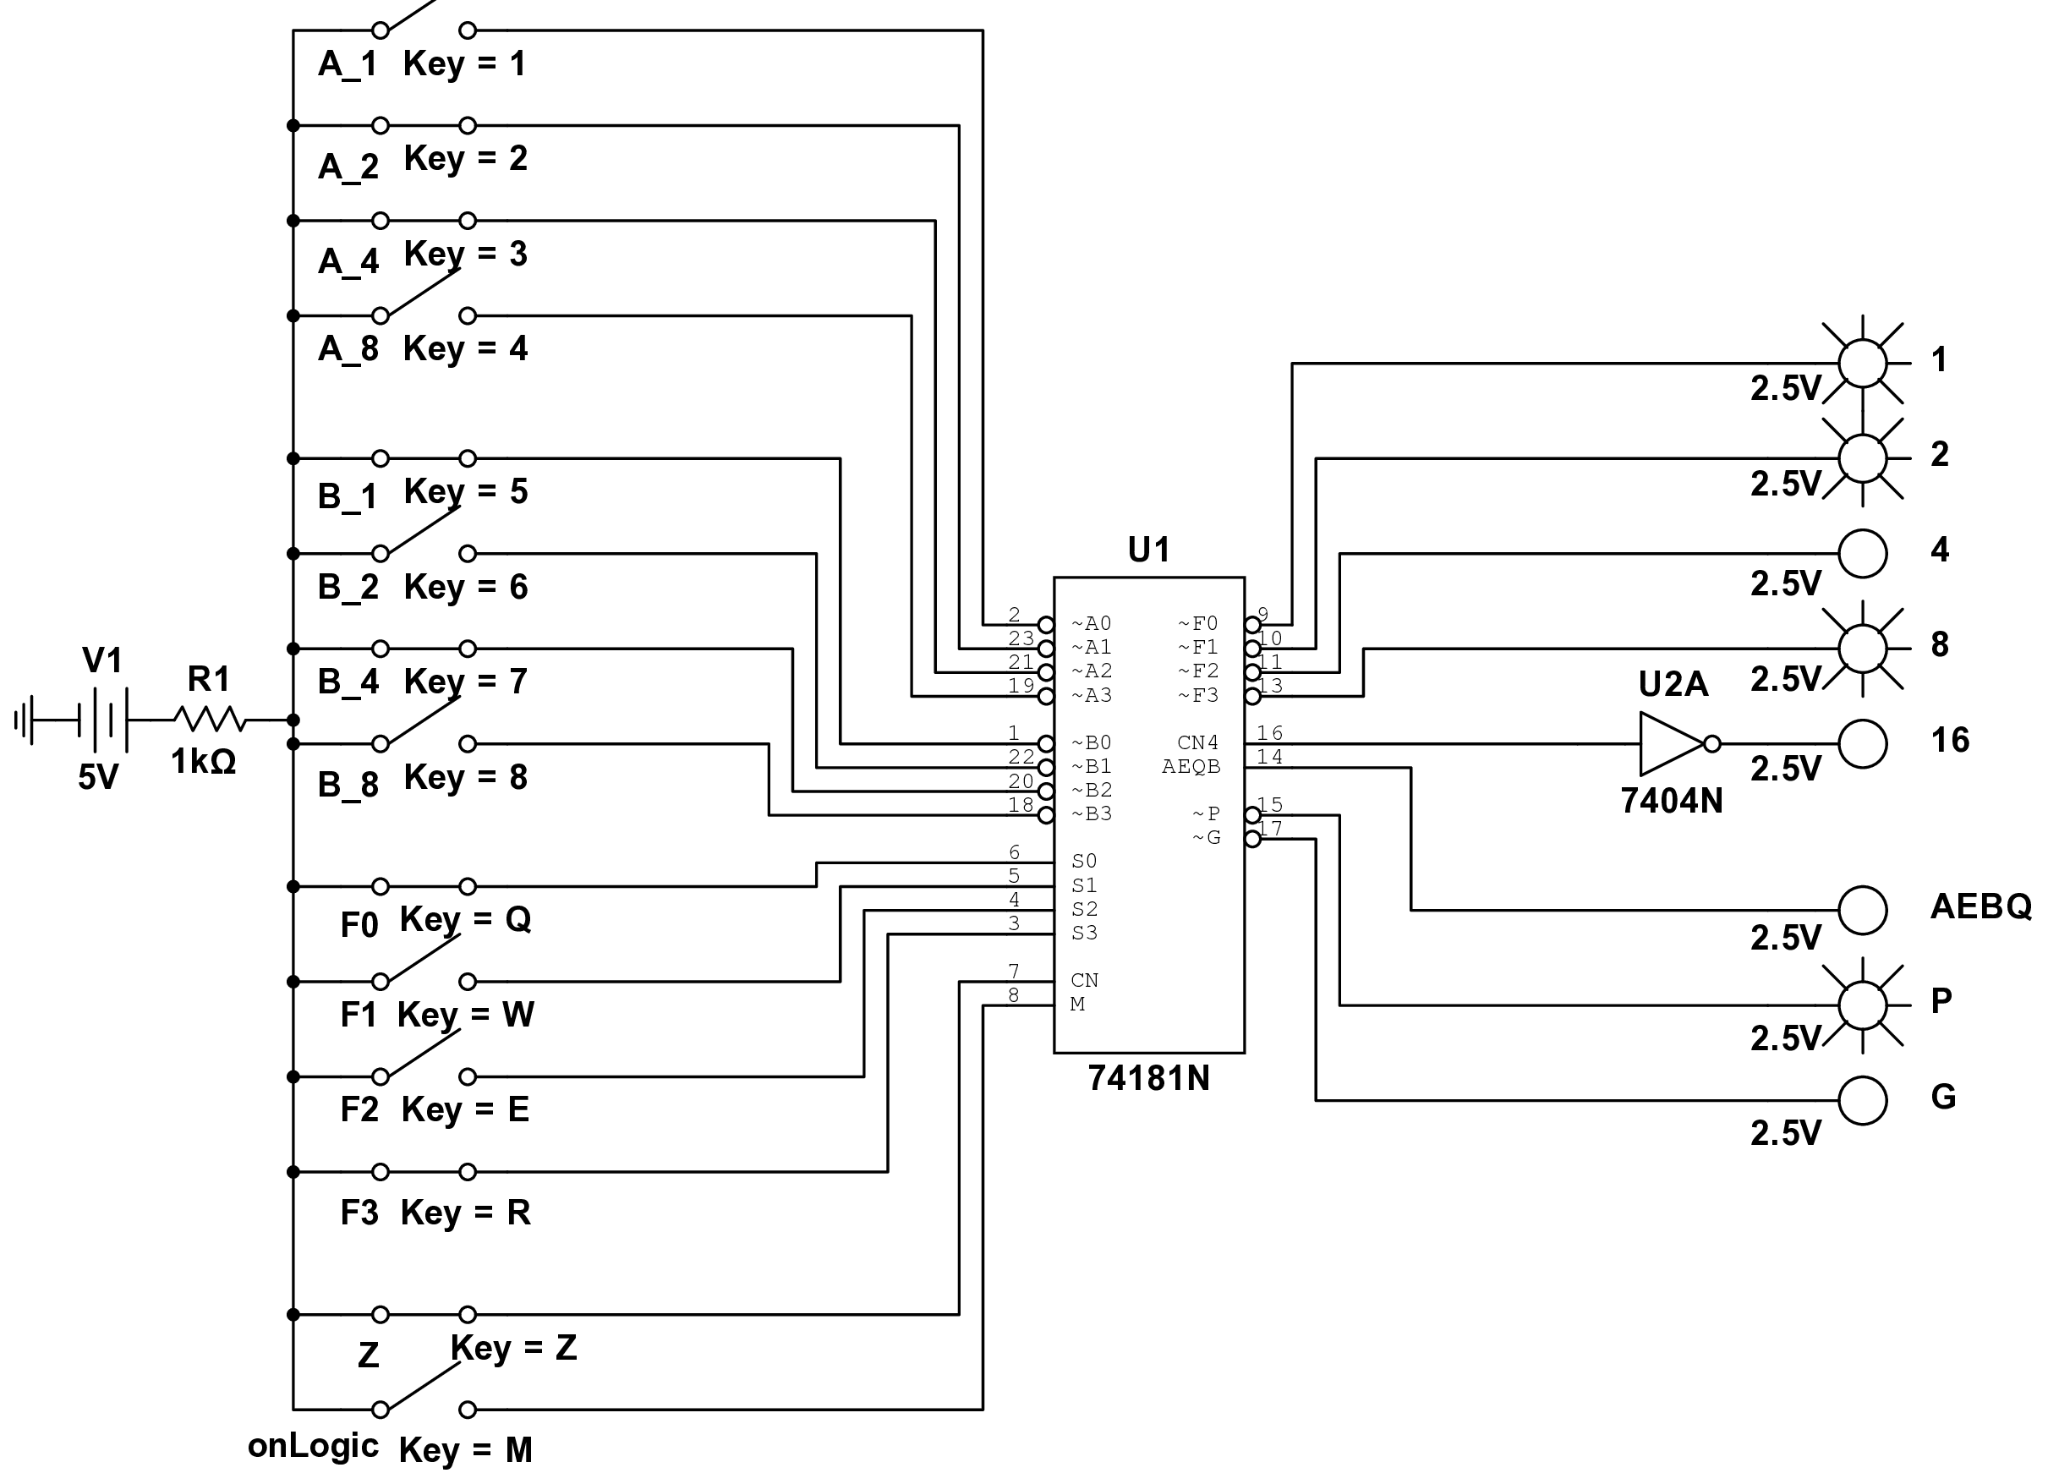 A_1 Key = 1
A_2 Key = 2
A_4 Key = 3
A_8 Key = 4
B_1 Key = 5
B_2 Key = 6
B_4 Key = 7
B_8 Key = 8
V1
5V
R1
1kΩ
F0 Key = Q
F1 Key = W
F2 Key = E
F3 Key = R
Z Key = Z
onLogic Key = M
U1
2 ~A0 ~F0 9
23 ~A1 ~F1 10
21 ~A2 ~F2 11
19 ~A3 ~F3 13
1 ~B0 CN4 16
22 ~B1 AEQB 14
20 ~B2 ~P 15
18 ~B3 ~G 17
6 S0
5 S1
4 S2
3 S3
7 CN
8 M
74181N
U2A
7404N
1
2.5V
2
2.5V
4
2.5V
8
2.5V
16
2.5V
AEBQ
2.5V
P
2.5V
G
2.5V